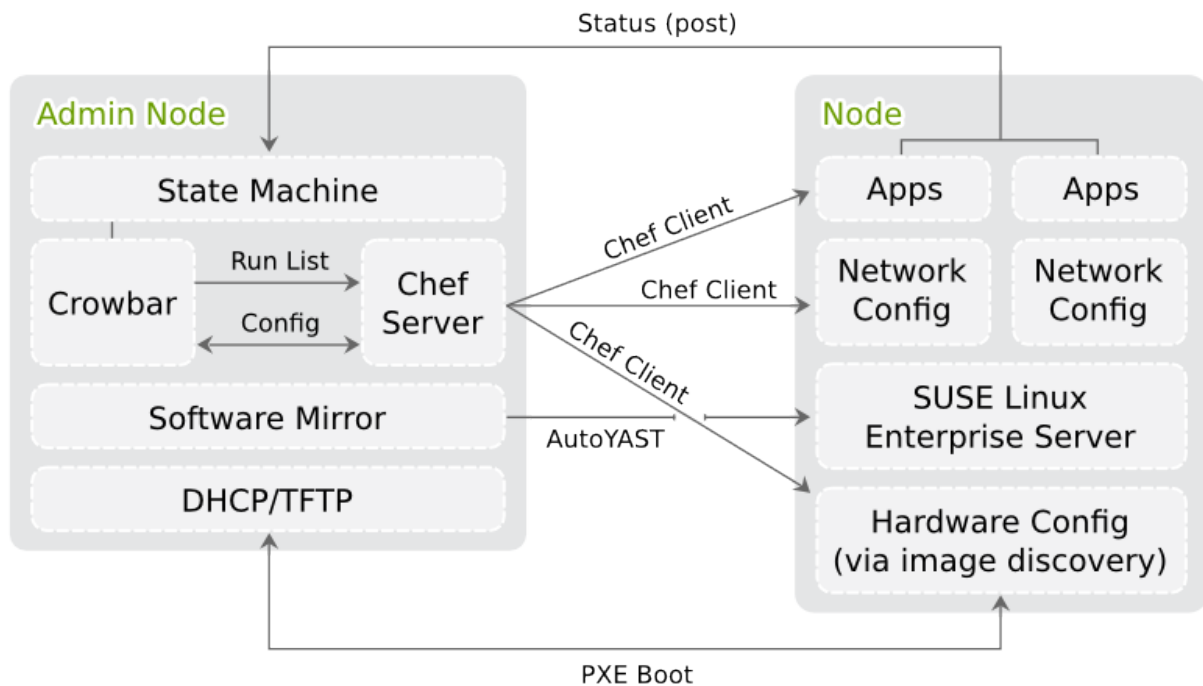 Status (post)
Admin Node
Node
State Machine
Apps
Apps
Chef Client
Run List
Crowbar
Chef
Server
Config
Chef Client
Network
Config
Network
Config
Chef Client
Software Mirror
AutoYAST
SUSE Linux
Enterprise Server
DHCP/TFTP
Hardware Config
(via image discovery)
PXE Boot